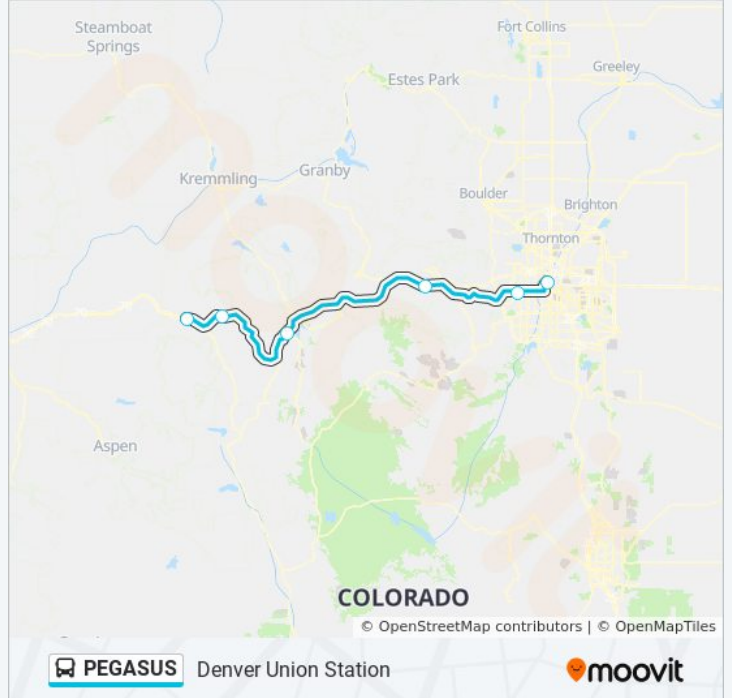 Steamboat
Springs
Fort Collins
Greeley
Estes Park
Granby
Kremmling
Boulder
Brighton
Thornton
Aspen
COLORADO
© OpenStreetMap contributors | © OpenMapTiles
PEGASUS Denver Union Station
moovit